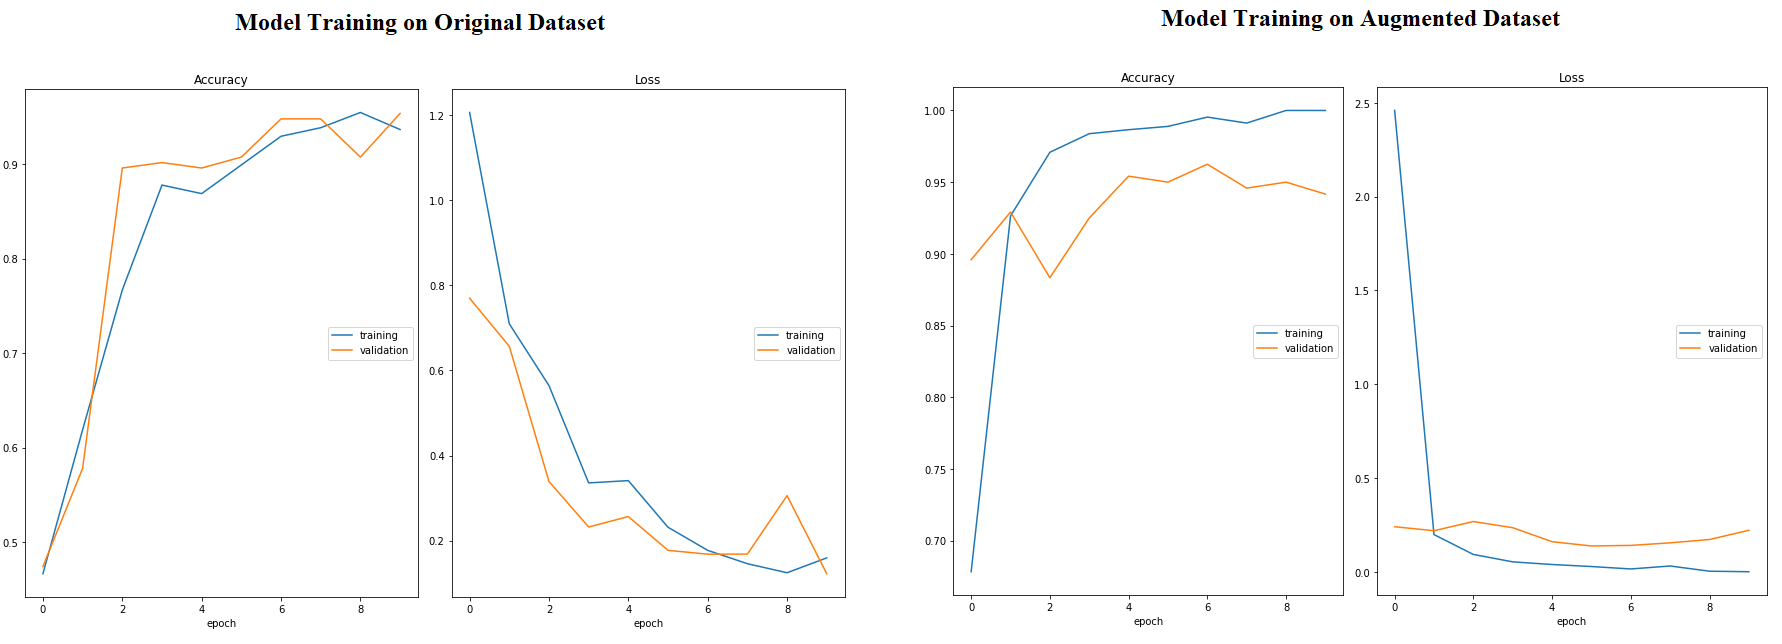 Model Training on Original Dataset
Accuracy
0.9
0.8
0.7
0.6
0.5
0 2 4 6 8
epoch
training
validation
Loss
1.2
1.0
0.8
0.6
0.4
0.2
0 2 4 6 8
epoch
training
validation
Model Training on Augmented Dataset
Accuracy
1.00
0.95
0.90
0.85
0.80
0.75
0.70
0 2 4 6 8
epoch
training
validation
Loss
2.5
2.0
1.5
1.0
0.5
0.0
0 2 4 6 8
epoch
training
validation